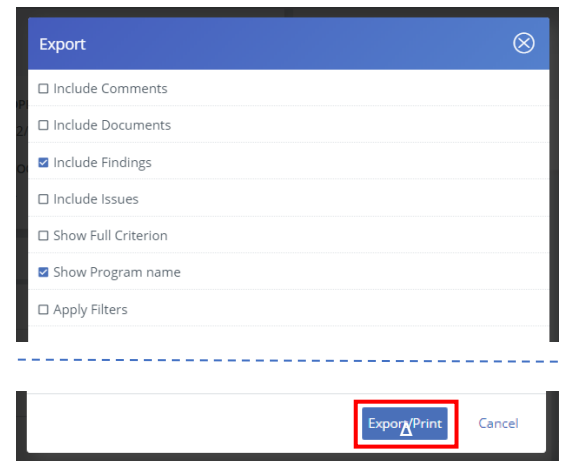 Export
Include Comments
Include Documents
Include Findings
Include Issues
Show Full Criterion
Show Program name
Apply Filters
Export/Print
Cancel